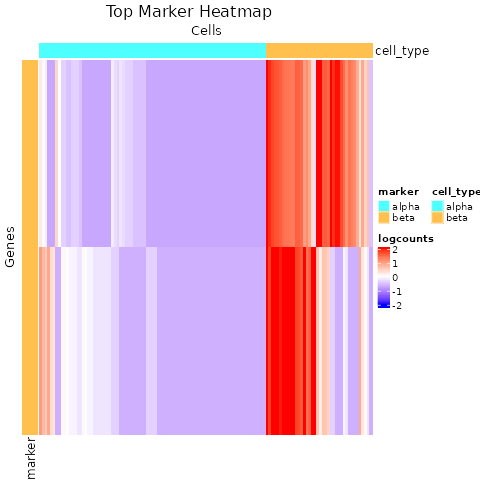 Top Marker Heatmap
Cells
cell_type
Genes
marker
marker
alpha
beta
cell_type
alpha
beta
logcounts
2
1
0
-1
-2